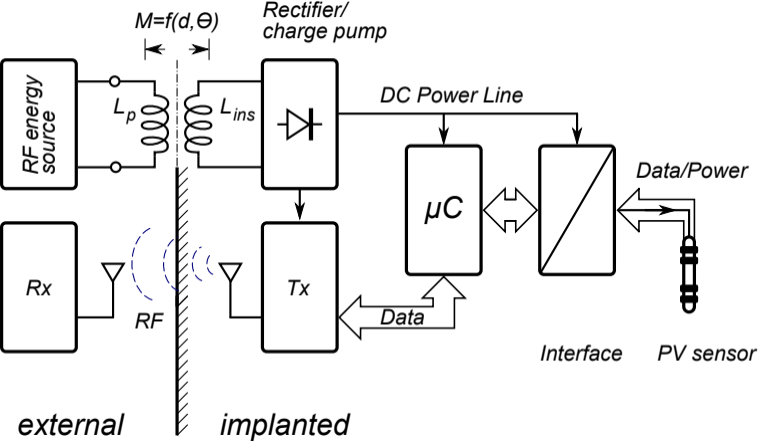 M=f(d,Θ)
Rectifier/
charge pump
RF energy
source
Lp
Lins
DC Power Line
μC
Data/Power
Rx
RF
Tx
Data
Interface
PV sensor
external
implanted